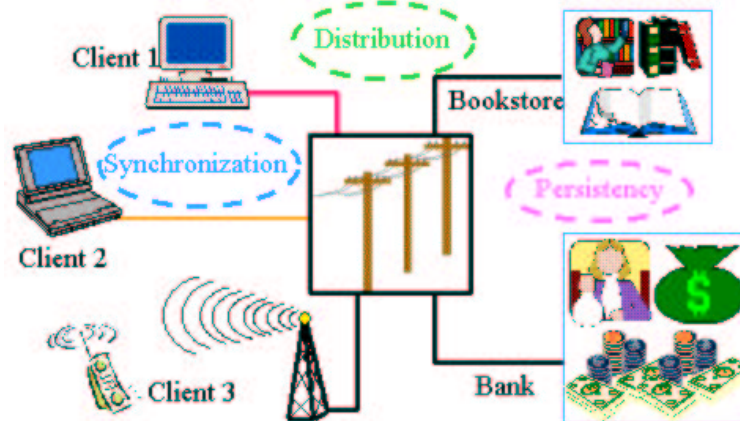 Distribution
Client 1
Bookstore
Synchronization
Persistency
Client 2
$
Client 3
Bank